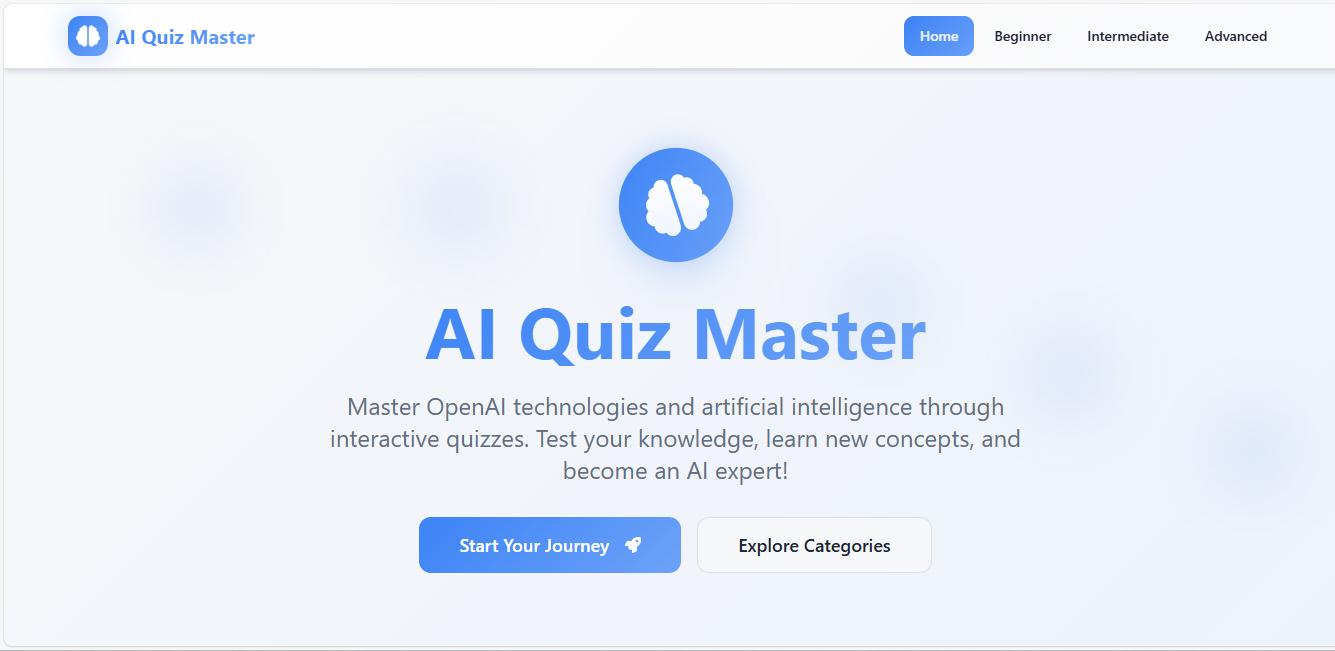 AI Quiz Master
Home
Beginner
Intermediate
Advanced
AI Quiz Master
Master OpenAI technologies and artificial intelligence through
interactive quizzes. Test your knowledge, learn new concepts, and
become an AI expert!
Start Your Journey
Explore Categories